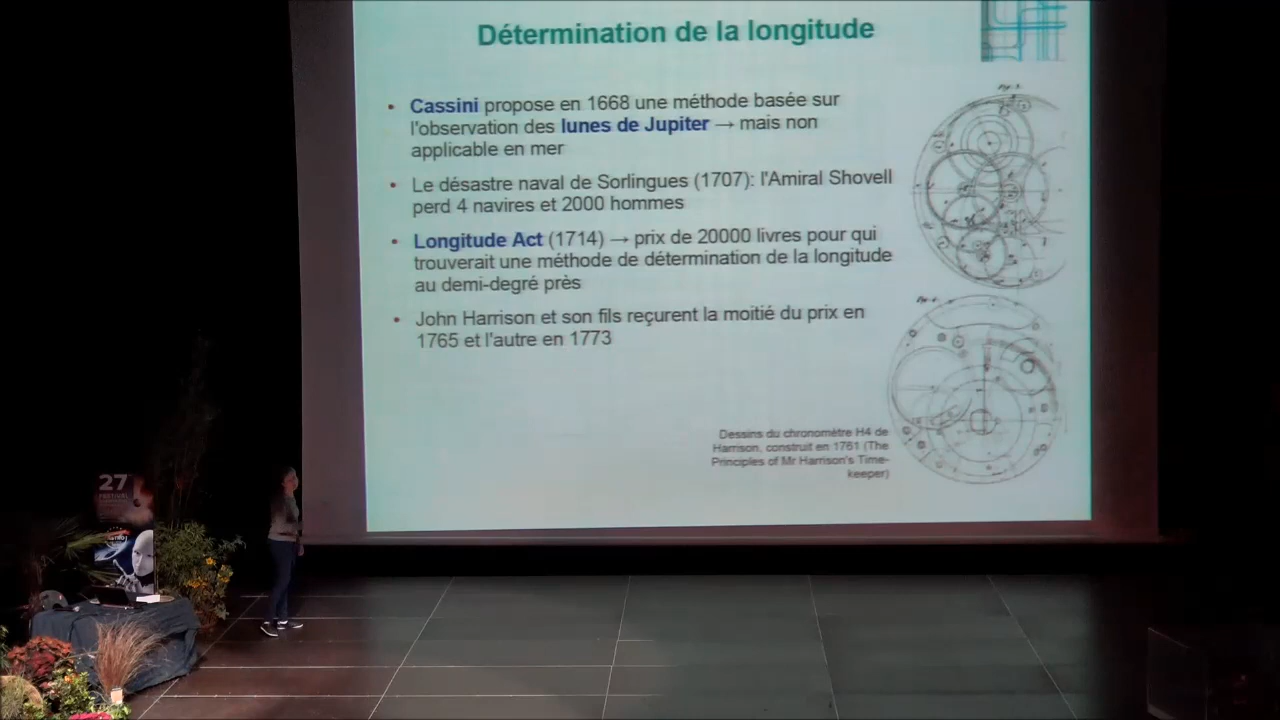 Détermination de la longitude
• Cassini propose en 1668 une méthode basée sur
l'observation des lunes de Jupiter → mais non
applicable en mer
• Le désastre naval de Sorlingues (1707): l'Amiral Shovell
perd 4 navires et 2000 hommes
• Longitude Act (1714) → prix de 20000 livres pour qui
trouverait une méthode de détermination de la longitude
au demi-degré près
• John Harrison et son fils reçurent la moitié du prix en
1765 et l'autre en 1773
Dessins du chronomètre H4 de
Harrison, construit en 1761 (The
Principles of Mr Harrison's Time-
keeper)
27
FESTIVAL